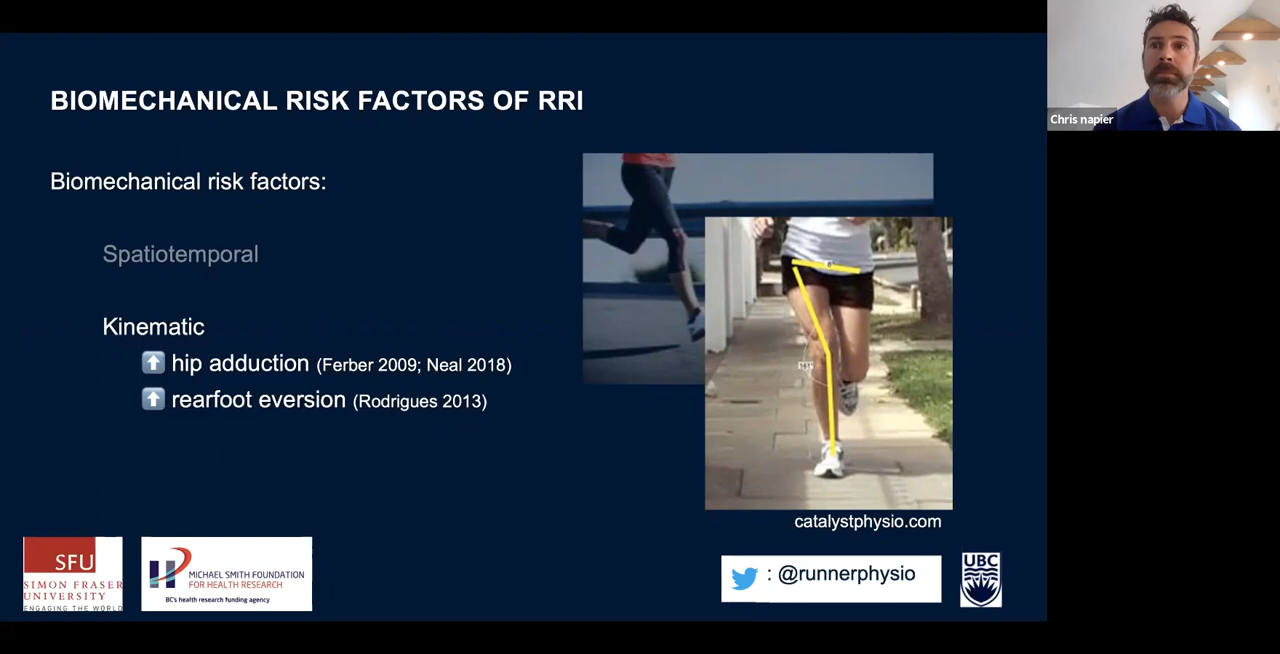 BIOMECHANICAL RISK FACTORS OF RRI
Biomechanical risk factors:
Spatiotemporal
Kinematic
hip adduction (Ferber 2009; Neal 2018)
rearfoot eversion (Rodrigues 2013)
catalystphysio.com
SFU
SIMON FRASER
UNIVERSITY
ENGAGING THE WORLD
MICHAEL SMITH FOUNDATION
FOR HEALTH RESEARCH
BC's health research funding agency
: @runnerphysio
UBC
Chris napier